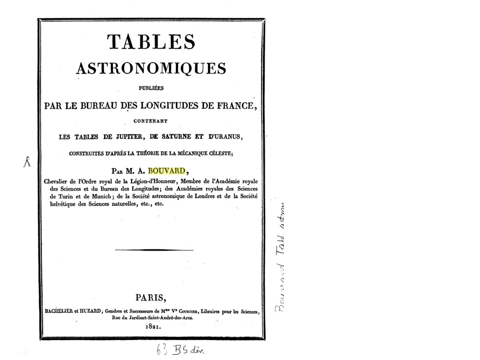 TABLES
ASTRONOMIQUES
PUBLIÉES
PAR LE BUREAU DES LONGITUDES DE FRANCE,
CONTENANT
LES TABLES DE JUPITER, DE SATURNE ET D'URANUS,
CONSTRUITES D'APRÈS LA THÉORIE DE LA MÉCANIQUE CÉLESTE;
PAR M. A. BOUVARD,
Chevalier de l'Ordre royal de la Légion-d'Honneur, Membre de l'Académie royale
des Sciences et du Bureau des Longitudes; des Académies royales des Sciences
de Turin et de Munich; de la Société astronomique de Londres et de la Société
helvétique des Sciences naturelles, etc., etc.
PARIS,
BACHELIER et HUZARD, Gendres et Successeurs de Mme Ve Courcier, Libraires pour les Sciences,
Rue du Jardinet-Saint-André-des-Arcs.
1821.
Bouvard Tabl astron